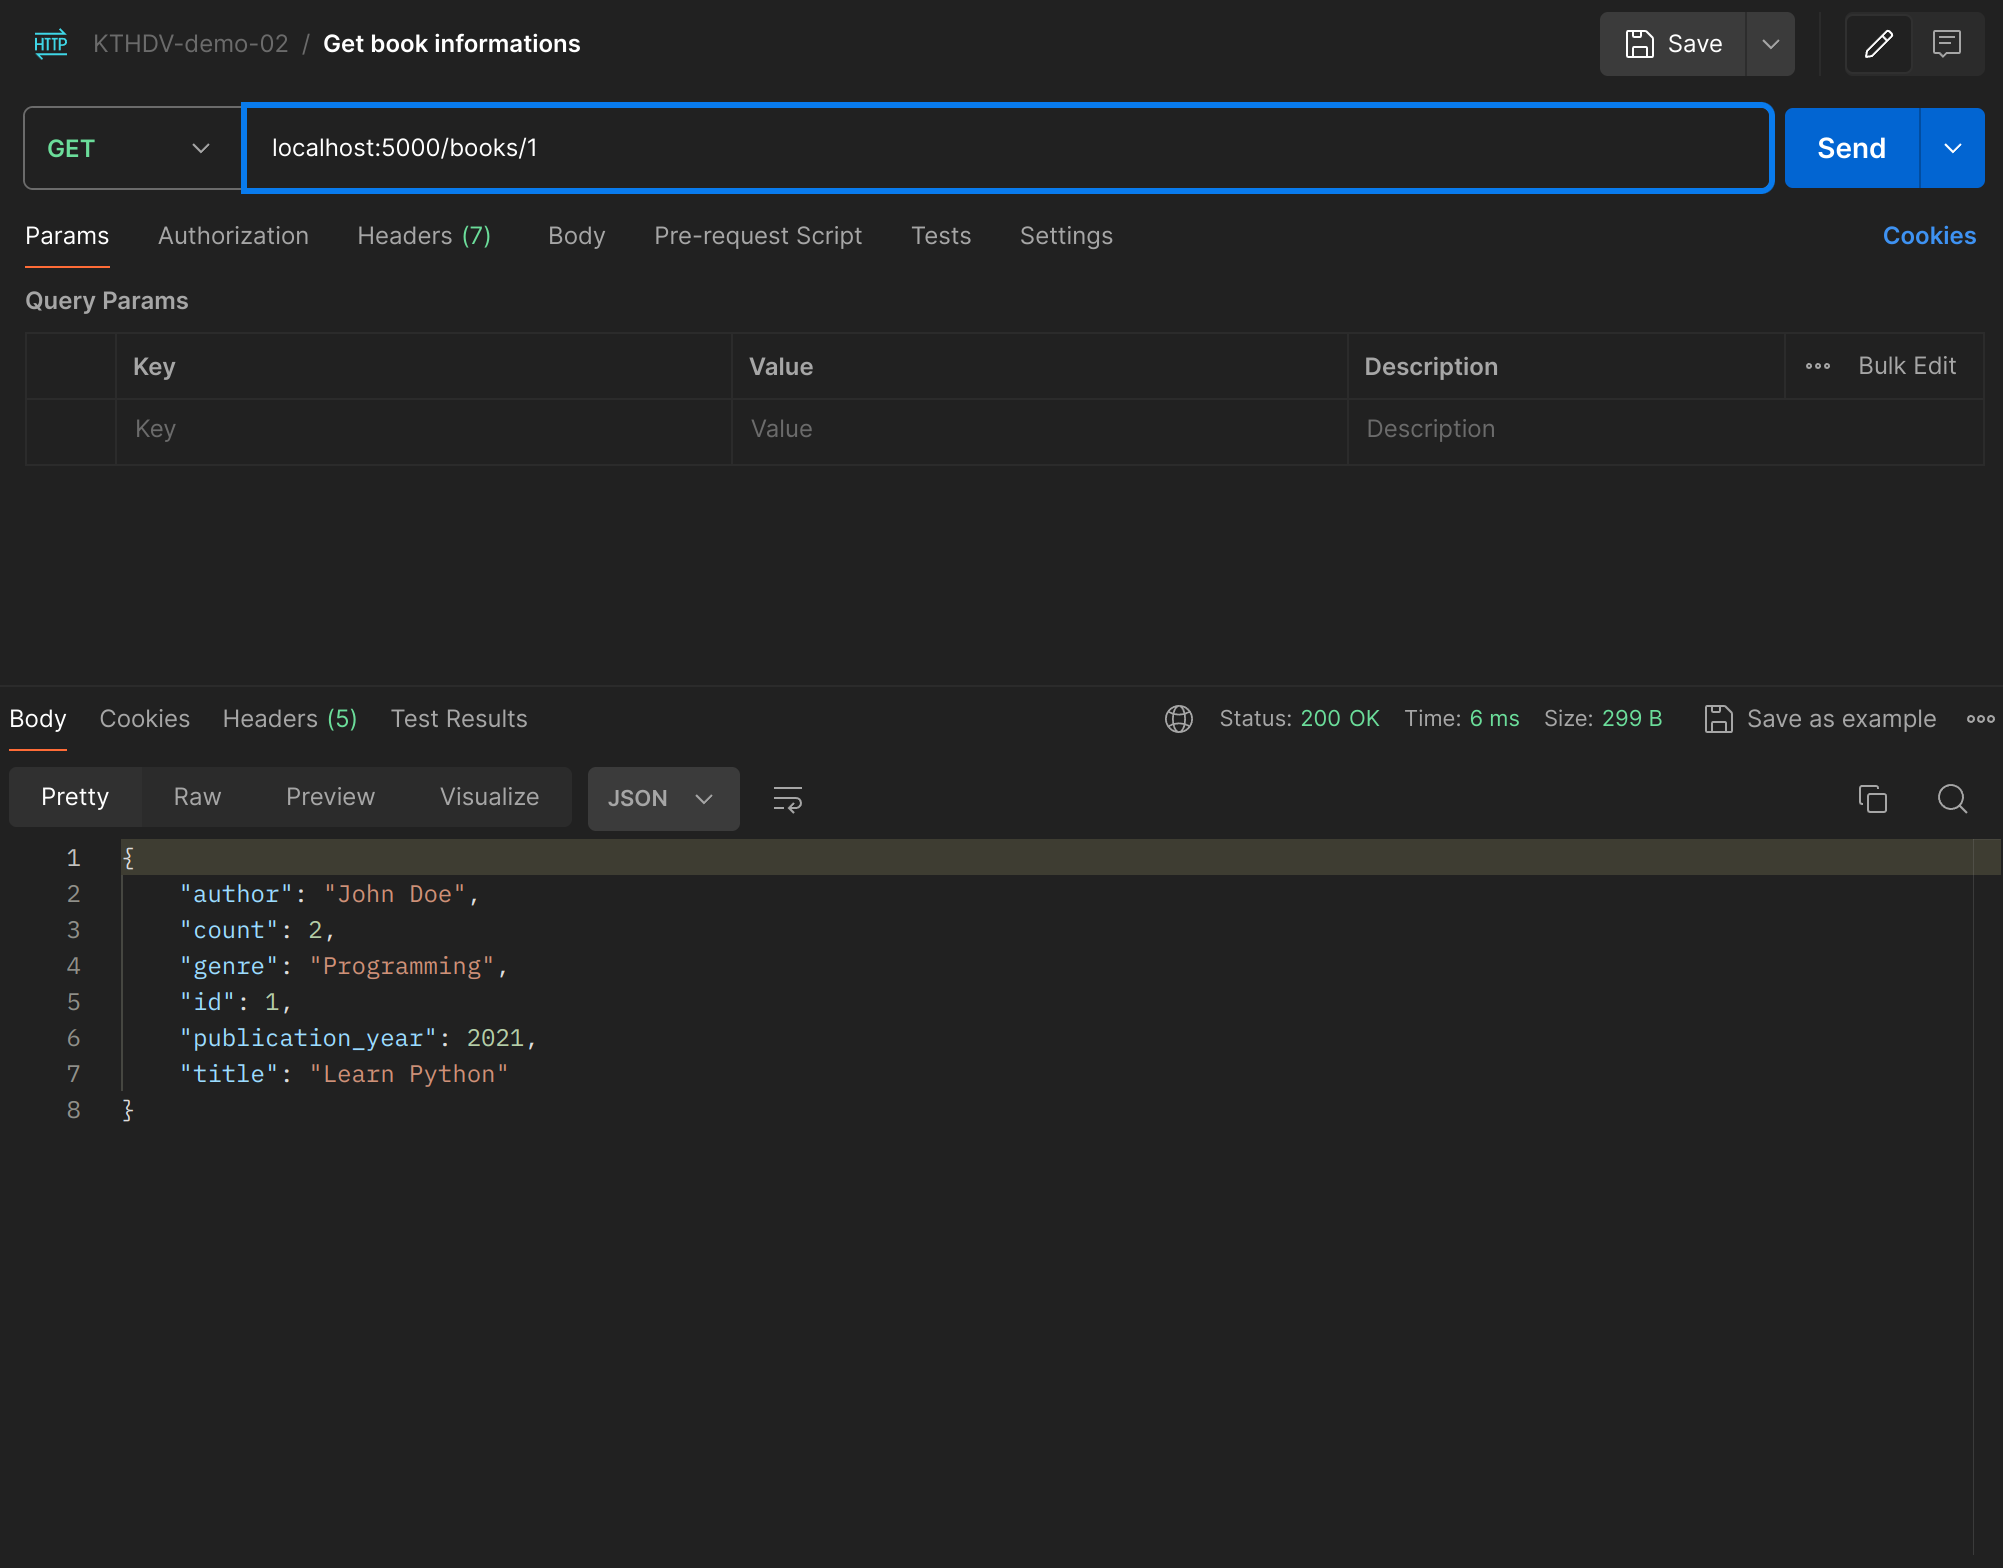 HTTP KTHDV-demo-02 / Get book informations Save
GET localhost:5000/books/1 Send
Params Authorization Headers (7) Body Pre-request Script Tests Settings Cookies
Query Params
Key Value Description Bulk Edit
Key Value Description
Body Cookies Headers (5) Test Results Status: 200 OK Time: 6 ms Size: 299 B Save as example
Pretty Raw Preview Visualize JSON
1 {
2 "author": "John Doe",
3 "count": 2,
4 "genre": "Programming",
5 "id": 1,
6 "publication_year": 2021,
7 "title": "Learn Python"
8 }